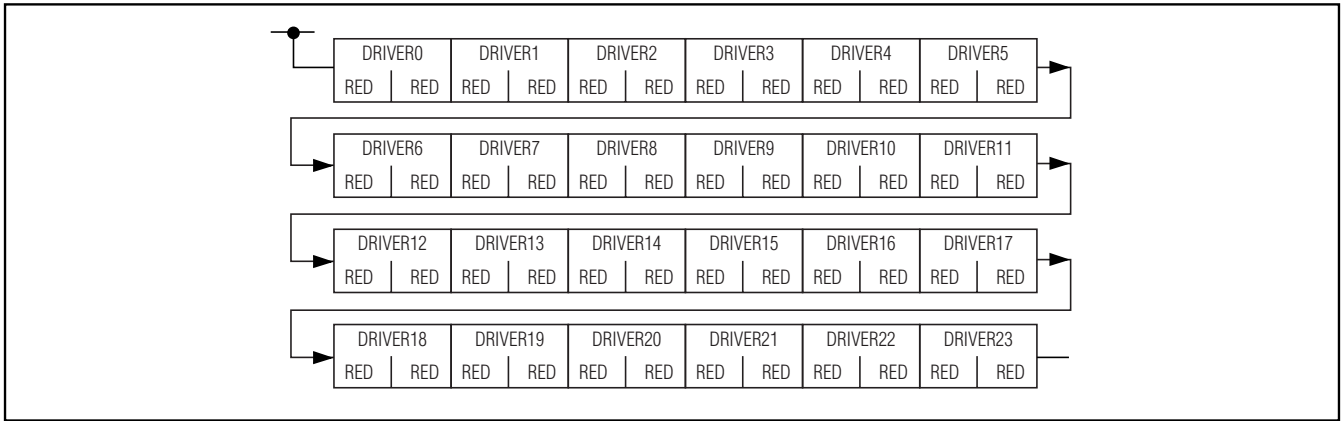 DRIVER0 DRIVER1 DRIVER2 DRIVER3 DRIVER4 DRIVER5
RED RED RED RED RED RED RED RED RED RED RED RED
DRIVER6 DRIVER7 DRIVER8 DRIVER9 DRIVER10 DRIVER11
RED RED RED RED RED RED RED RED RED RED RED RED
DRIVER12 DRIVER13 DRIVER14 DRIVER15 DRIVER16 DRIVER17
RED RED RED RED RED RED RED RED RED RED RED RED
DRIVER18 DRIVER19 DRIVER20 DRIVER21 DRIVER22 DRIVER23
RED RED RED RED RED RED RED RED RED RED RED RED